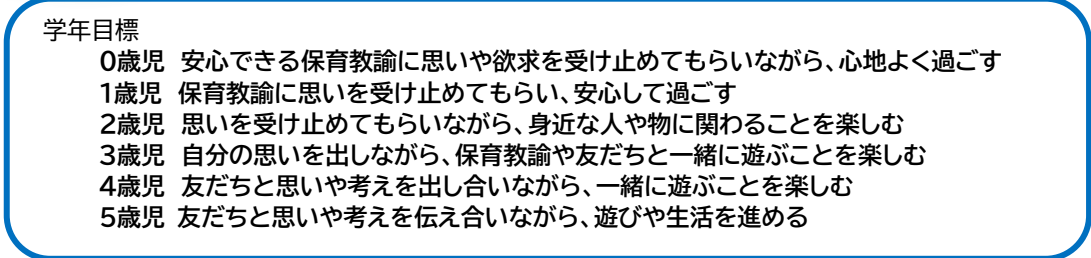 学年目標
0歳児 安心できる保育教諭に思いや欲求を受け止めてもらいながら、心地よく過ごす
1歳児 保育教諭に思いを受け止めてもらい、安心して過ごす
2歳児 思いを受け止めてもらいながら、身近な人や物に関わることを楽しむ
3歳児 自分の思いを出しながら、保育教諭や友だちと一緒に遊ぶことを楽しむ
4歳児 友だちと思いや考えを出し合いながら、一緒に遊ぶことを楽しむ
5歳児 友だちと思いや考えを伝え合いながら、遊びや生活を進める